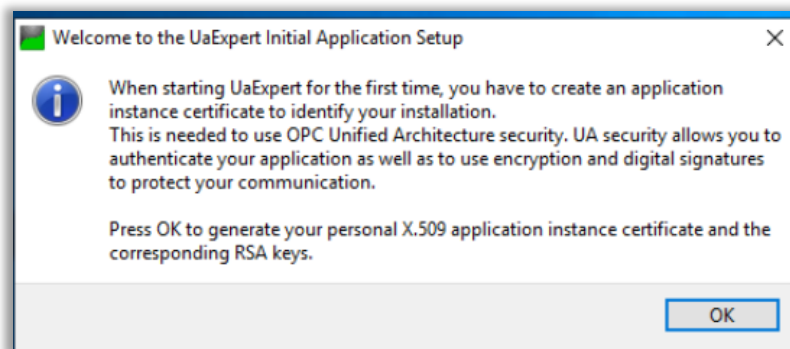 Welcome to the UaExpert Initial Application Setup
When starting UaExpert for the first time, you have to create an application
instance certificate to identify your installation.
This is needed to use OPC Unified Architecture security. UA security allows you to
authenticate your application as well as to use encryption and digital signatures
to protect your communication.
Press OK to generate your personal X.509 application instance certificate and the
corresponding RSA keys.
OK